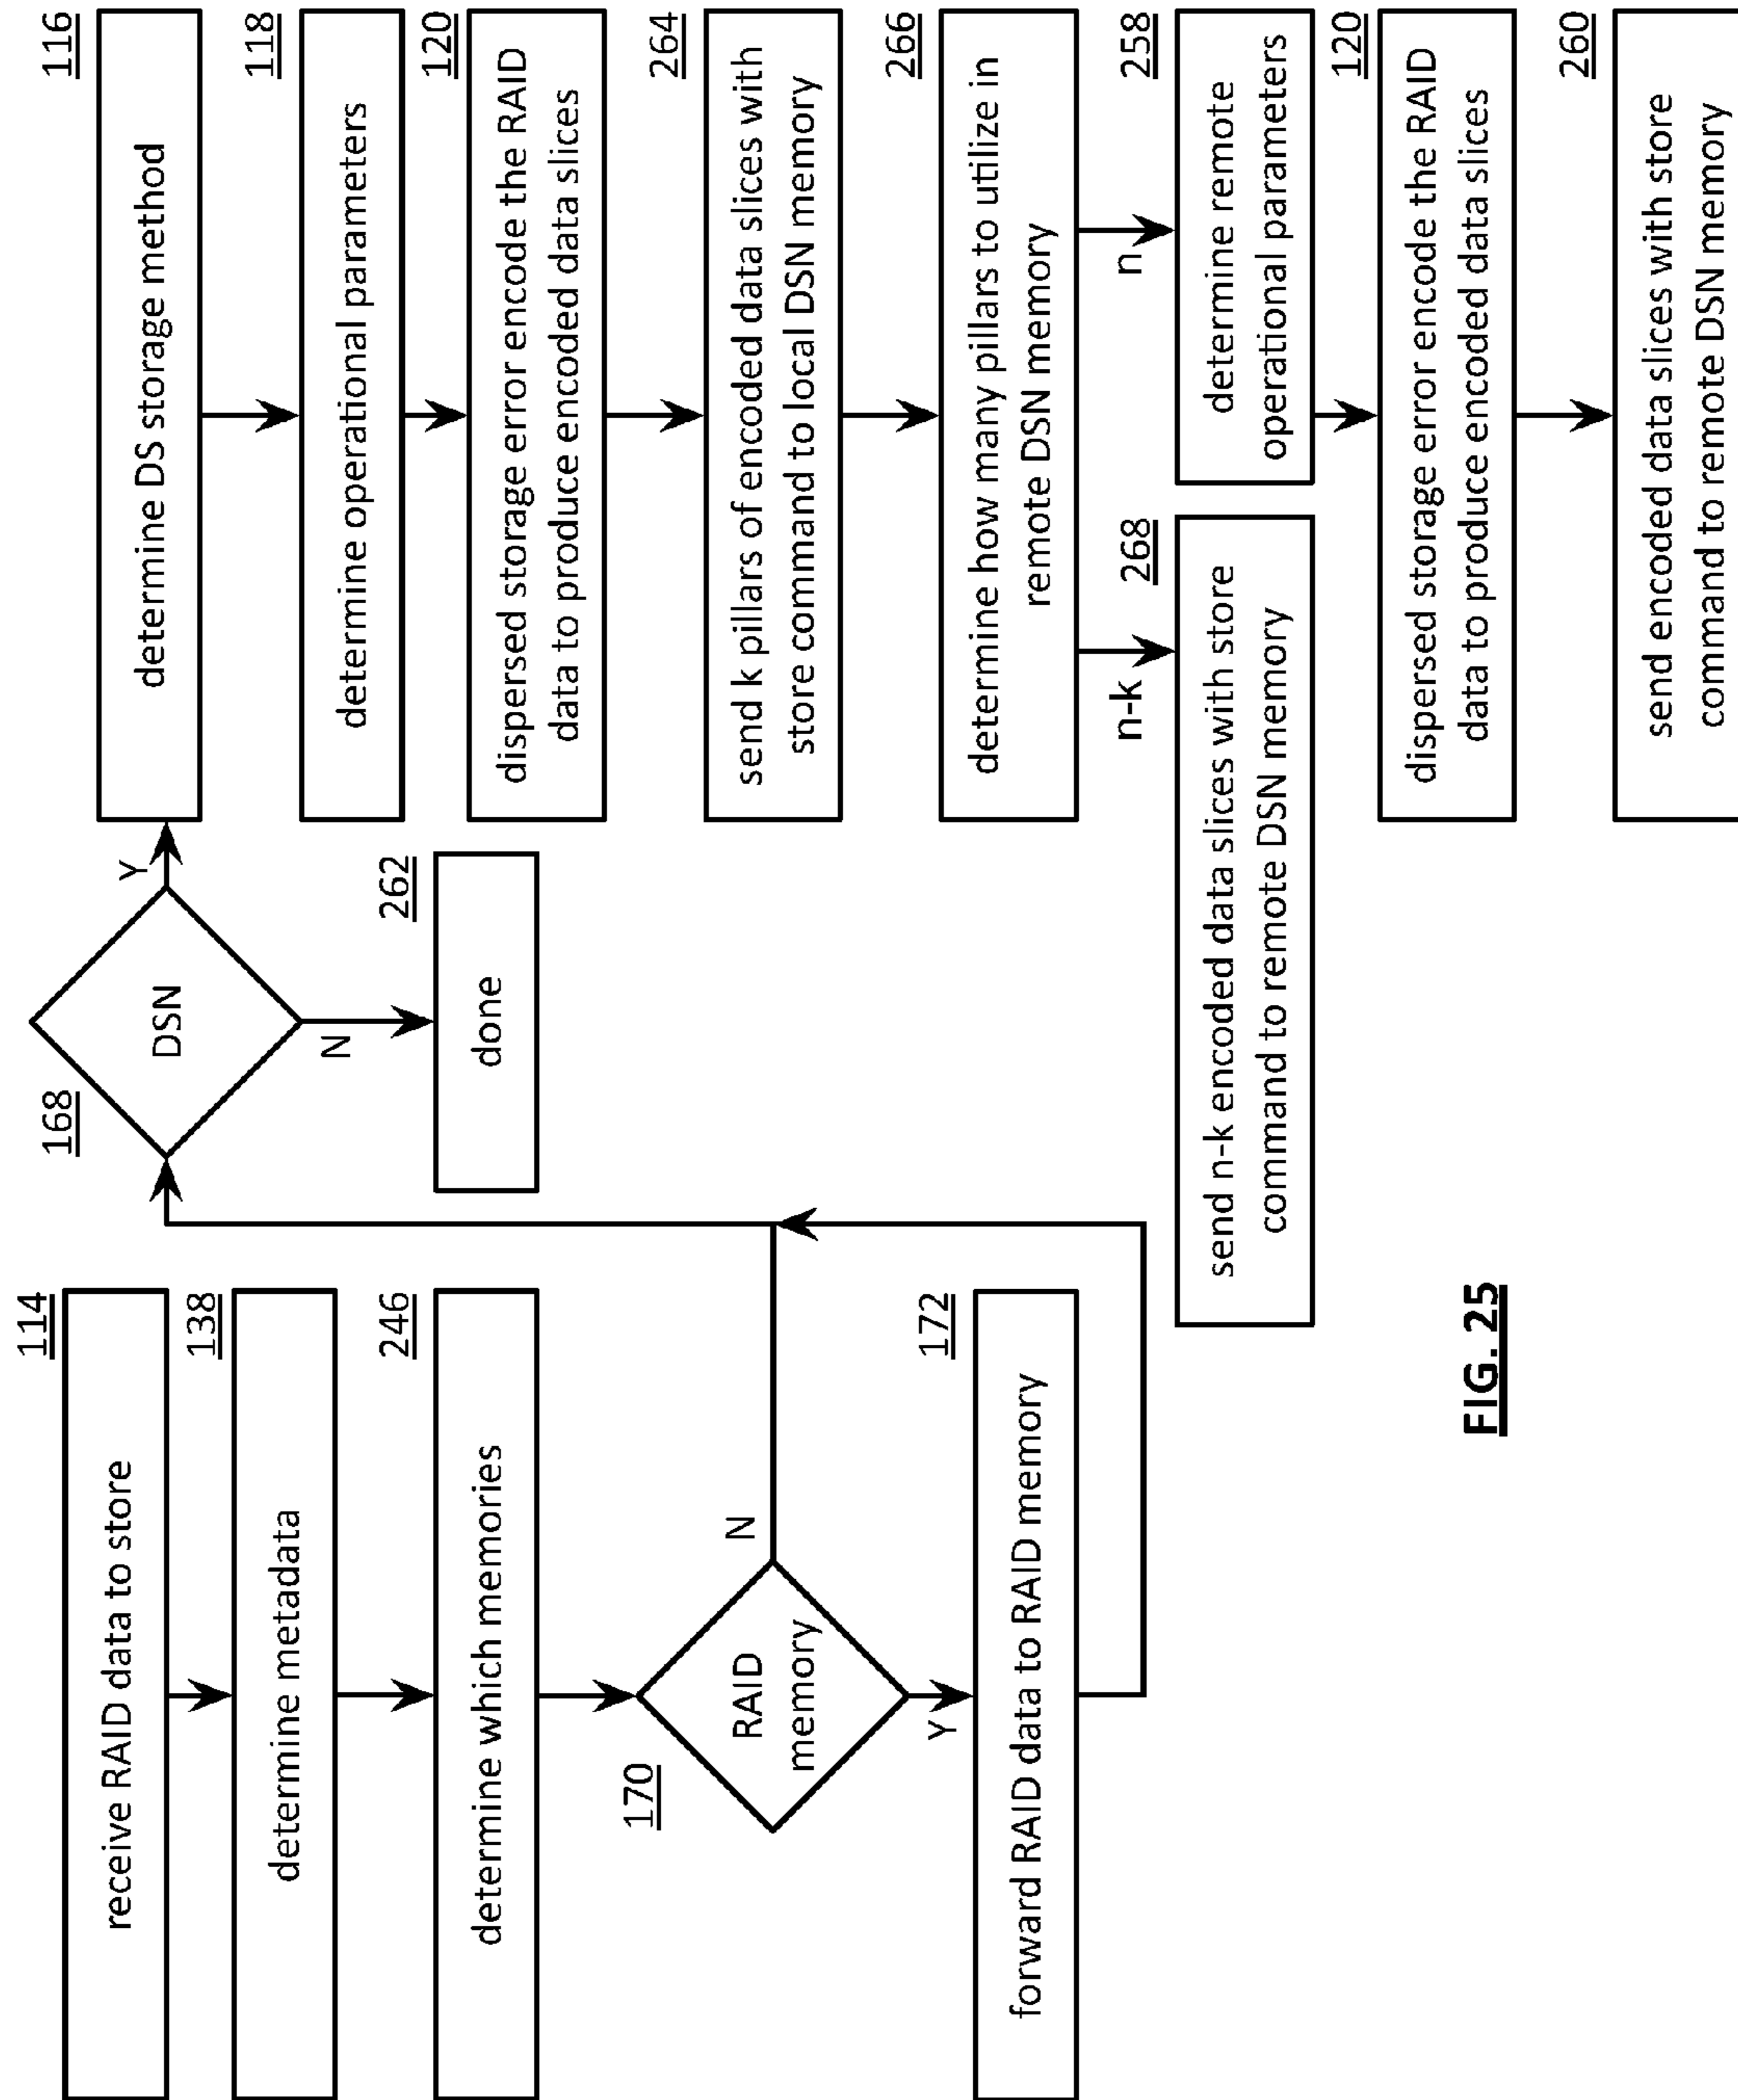 114
receive RAID data to store
138
determine metadata
246
determine which memories
170
RAID
memory
N
Y
172
forward RAID data to RAID memory
168
DSN
Y
N
262
done
116
determine DS storage method
118
determine operational parameters
120
dispersed storage error encode the RAID
data to produce encoded data slices
264
send k pillars of encoded data slices with
store command to local DSN memory
266
determine how many pillars to utilize in
remote DSN memory
n-k
n
268
send n-k encoded data slices with store
command to remote DSN memory
258
determine remote
operational parameters
120
dispersed storage error encode the RAID
data to produce encoded data slices
260
send encoded data slices with store
command to remote DSN memory
FIG. 25